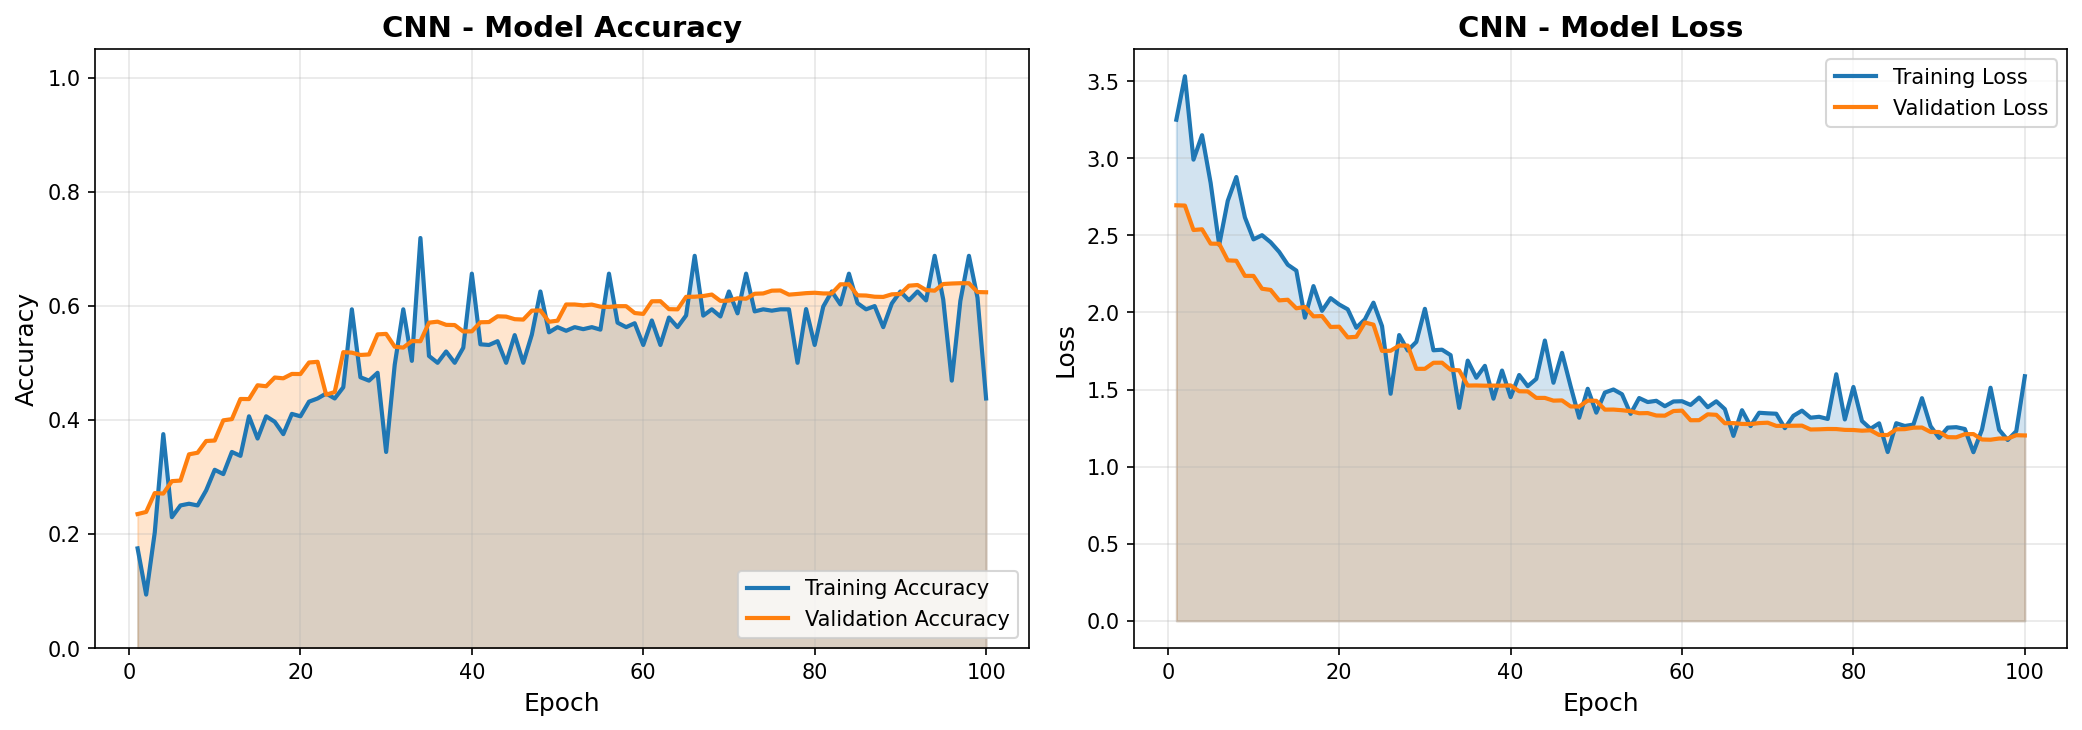 CNN - Model Accuracy
Accuracy
1.0
0.8
0.6
0.4
0.2
0.0
0 20 40 60 80 100
Epoch
Training Accuracy
Validation Accuracy
CNN - Model Loss
Loss
3.5
3.0
2.5
2.0
1.5
1.0
0.5
0.0
0 20 40 60 80 100
Epoch
Training Loss
Validation Loss